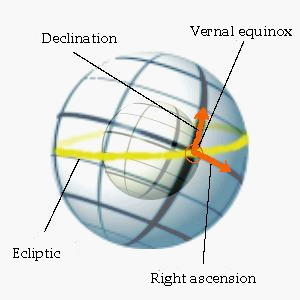 Vernal equinox
Declination
Ecliptic
Right ascension